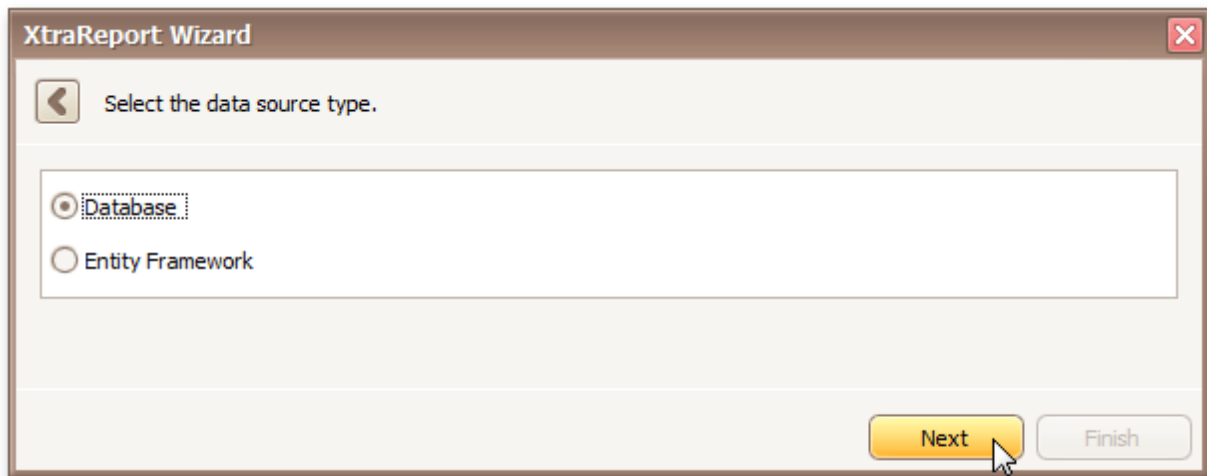 XtraReport Wizard
Select the data source type.
Database
Entity Framework
Next
Finish